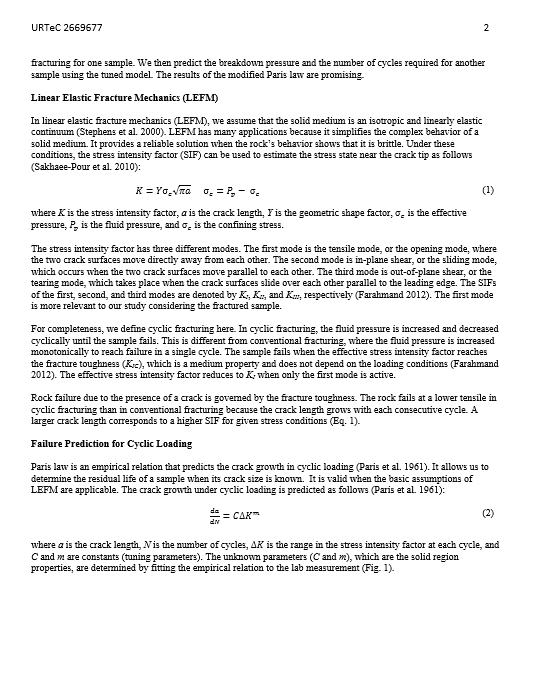 URTeC 2669677 2
fracturing for one sample. We then predict the breakdown pressure and the number of cycles required for another
sample using the tuned model. The results of the modified Paris law are promising.
Linear Elastic Fracture Mechanics (LEFM)
In linear elastic fracture mechanics (LEFM), we assume that the solid medium is an isotropic and linearly elastic
continuum (Stephens et al. 2000). LEFM has many applications because it simplifies the complex behavior of a
solid medium. It provides a reliable solution when the rock's behavior shows that it is brittle. Under these
conditions, the stress intensity factor (SIF) can be used to estimate the stress state near the crack tip as follows
(Sakhaee-Pour et al. 2010):
K = Yσₑ√πa σₑ = Pₚ − σ꜀ (1)
where K is the stress intensity factor, a is the crack length, Y is the geometric shape factor, σₑ is the effective
pressure, Pₚ is the fluid pressure, and σ꜀ is the confining stress.
The stress intensity factor has three different modes. The first mode is the tensile mode, or the opening mode, where
the two crack surfaces move directly away from each other. The second mode is in-plane shear, or the sliding mode,
which occurs when the two crack surfaces move parallel to each other. The third mode is out-of-plane shear, or the
tearing mode, which takes place when the crack surfaces slide over each other parallel to the leading edge. The SIFs
of the first, second, and third modes are denoted by K_I, K_II, and K_III, respectively (Farahmand 2012). The first mode
is more relevant to our study considering the fractured sample.
For completeness, we define cyclic fracturing here. In cyclic fracturing, the fluid pressure is increased and decreased
cyclically until the sample fails. This is different from conventional fracturing, where the fluid pressure is increased
monotonically to reach failure in a single cycle. The sample fails when the effective stress intensity factor reaches
the fracture toughness (K_IC), which is a medium property and does not depend on the loading conditions (Farahmand
2012). The effective stress intensity factor reduces to K_I when only the first mode is active.
Rock failure due to the presence of a crack is governed by the fracture toughness. The rock fails at a lower tensile in
cyclic fracturing than in conventional fracturing because the crack length grows with each consecutive cycle. A
larger crack length corresponds to a higher SIF for given stress conditions (Eq. 1).
Failure Prediction for Cyclic Loading
Paris law is an empirical relation that predicts the crack growth in cyclic loading (Paris et al. 1961). It allows us to
determine the residual life of a sample when its crack size is known. It is valid when the basic assumptions of
LEFM are applicable. The crack growth under cyclic loading is predicted as follows (Paris et al. 1961):
da/dN = CΔKᵐ (2)
where a is the crack length, N is the number of cycles, ΔK is the range in the stress intensity factor at each cycle, and
C and m are constants (tuning parameters). The unknown parameters (C and m), which are the solid region
properties, are determined by fitting the empirical relation to the lab measurement (Fig. 1).